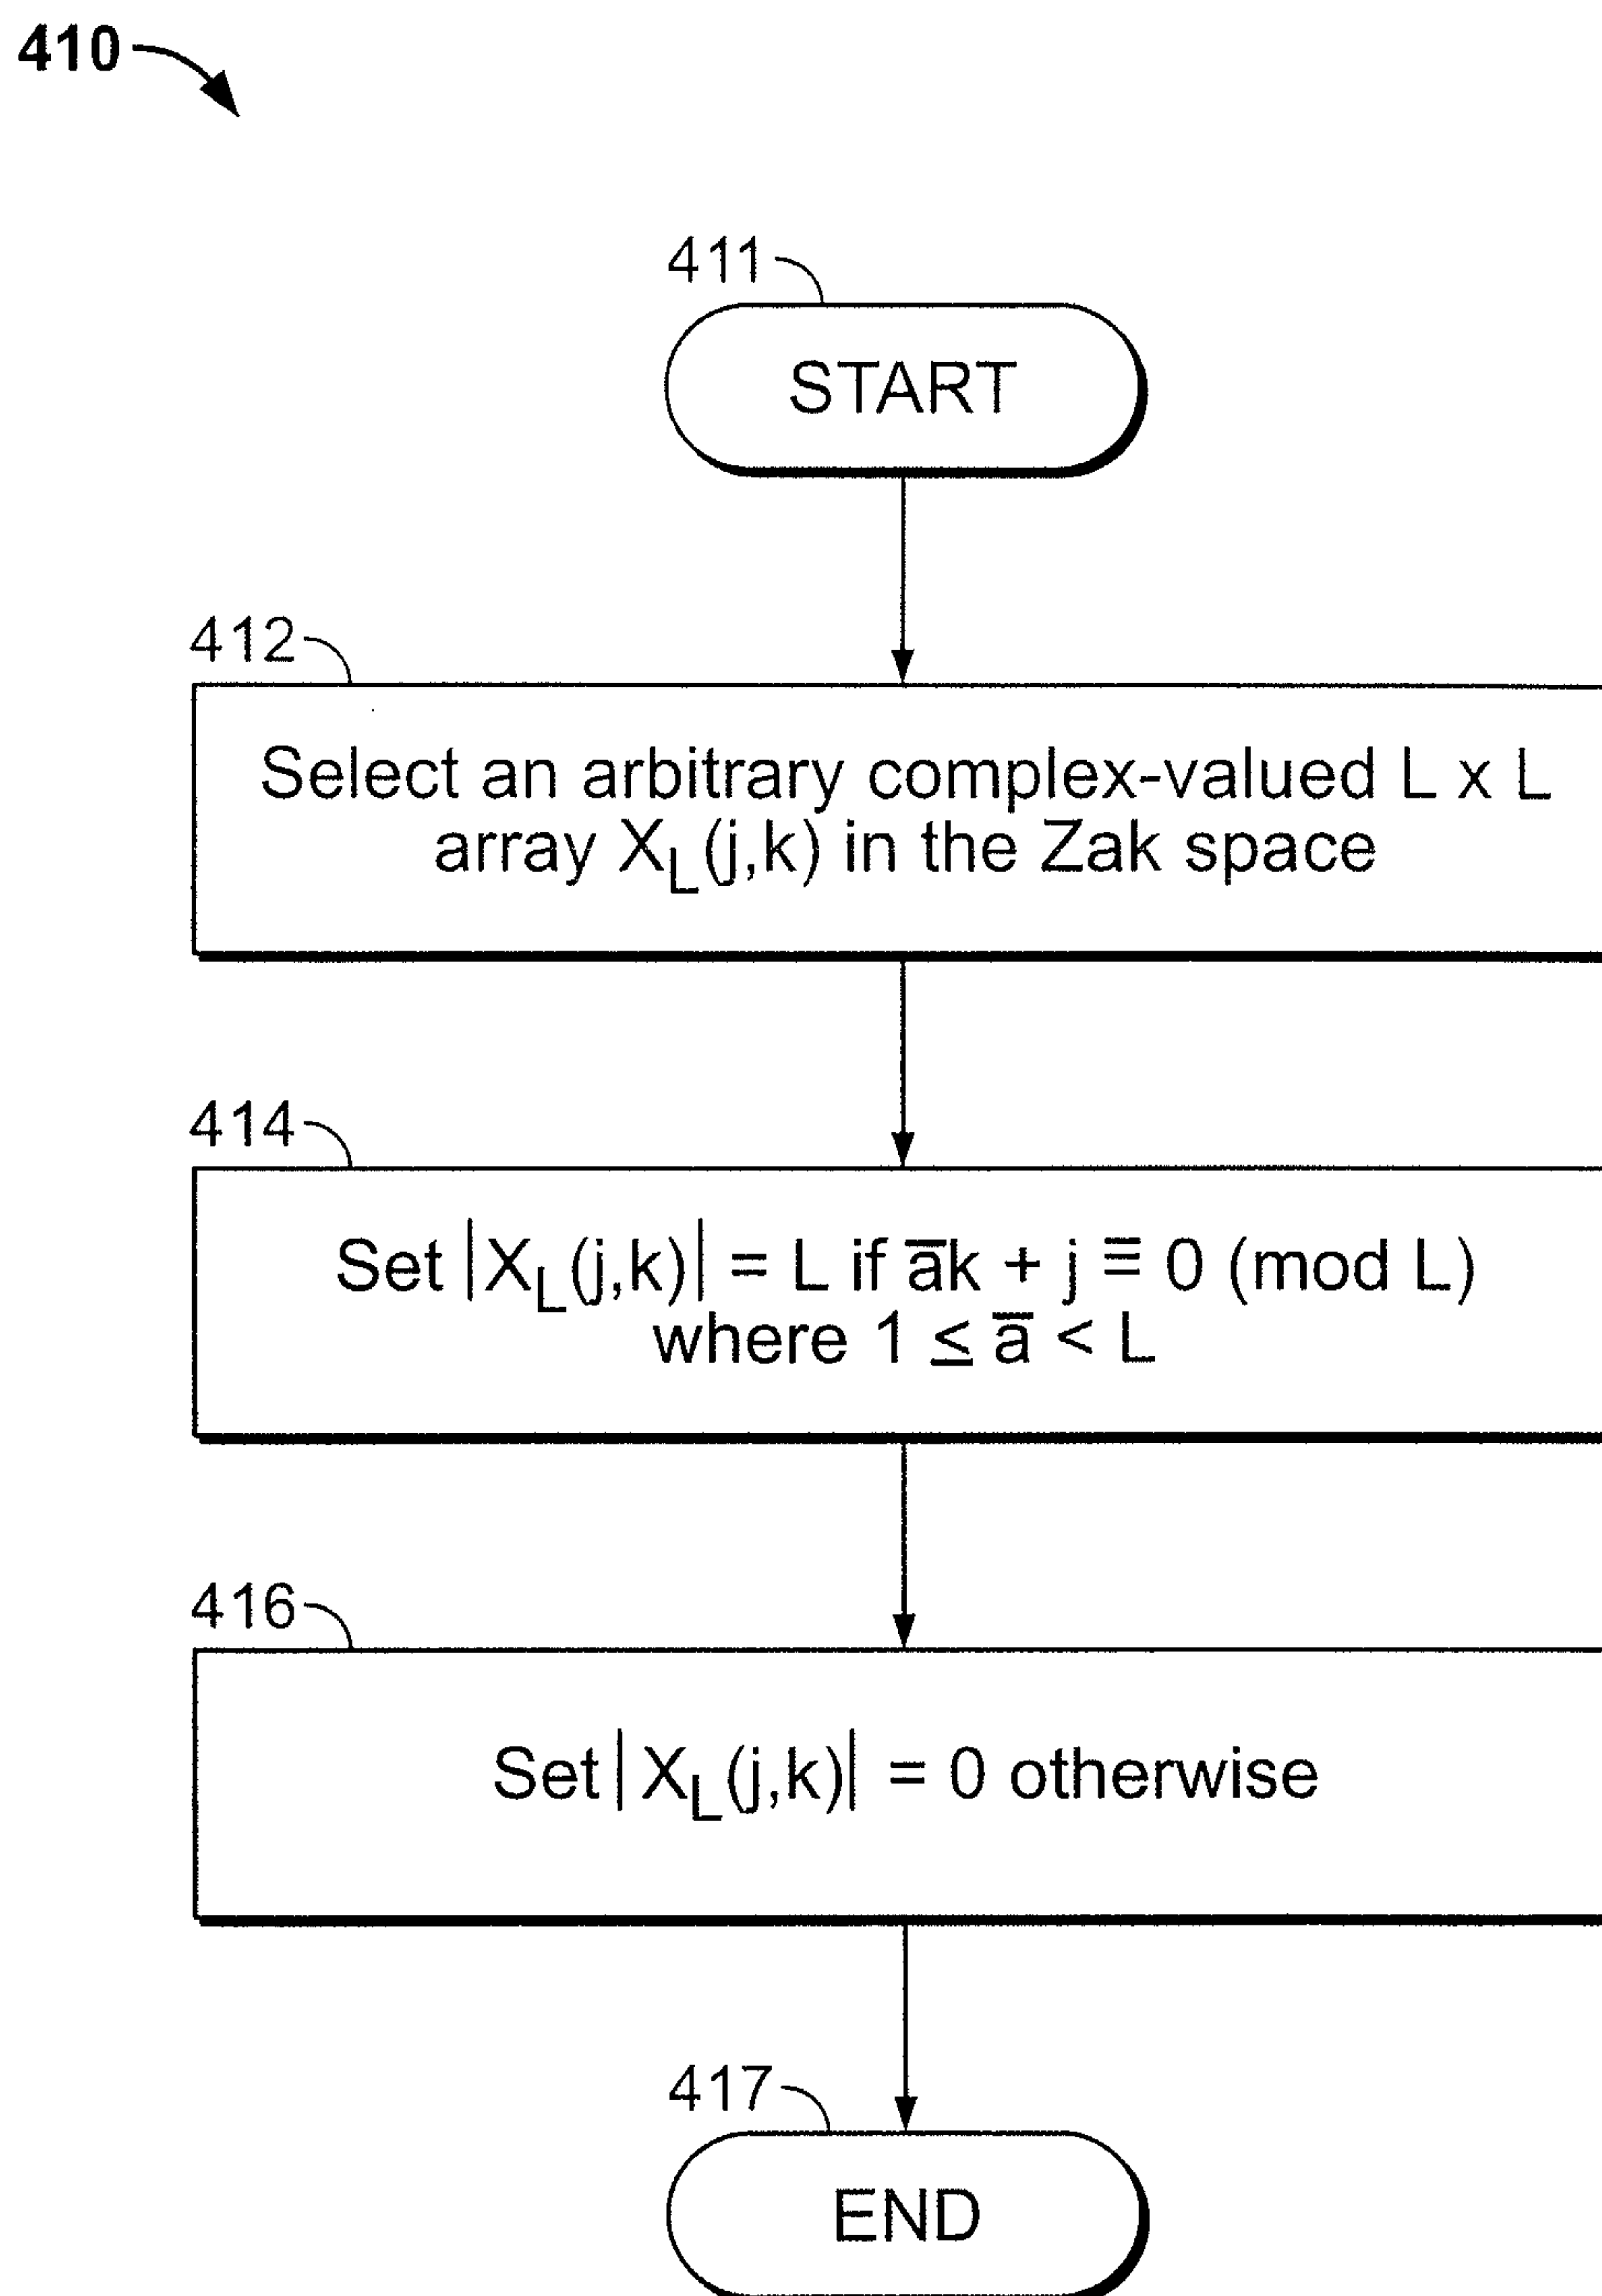 410
411
START
412
Select an arbitrary complex-valued L x L
array X_L(j,k) in the Zak space
414
Set |X_L(j,k)| = L if a̅k + j ≡ 0 (mod L)
where 1 ≤ a̅ < L
416
Set |X_L(j,k)| = 0 otherwise
417
END